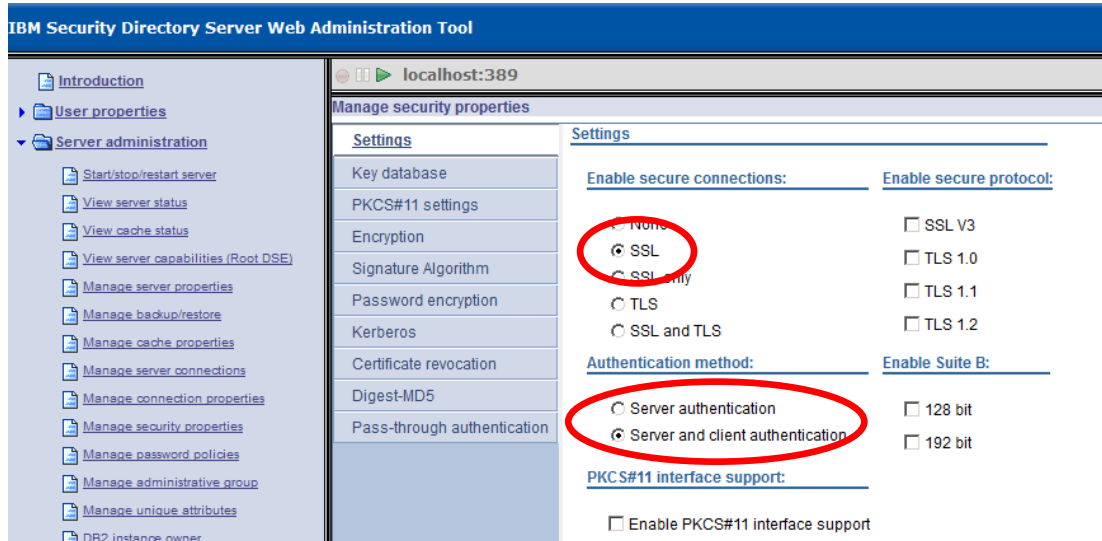 IBM Security Directory Server Web Administration Tool
Introduction
User properties
Server administration
Start/stop/restart server
View server status
View cache status
View server capabilities (Root DSE)
Manage server properties
Manage backup/restore
Manage cache properties
Manage server connections
Manage connection properties
Manage security properties
Manage password policies
Manage administrative group
Manage unique attributes
DB2 instance owner
localhost:389
Manage security properties
Settings
Key database
PKCS#11 settings
Encryption
Signature Algorithm
Password encryption
Kerberos
Certificate revocation
Digest-MD5
Pass-through authentication
Settings
Enable secure connections:
None
SSL
SSL only
TLS
SSL and TLS
Enable secure protocol:
SSL V3
TLS 1.0
TLS 1.1
TLS 1.2
Authentication method:
Server authentication
Server and client authentication
Enable Suite B:
128 bit
192 bit
PKCS#11 interface support:
Enable PKCS#11 interface support